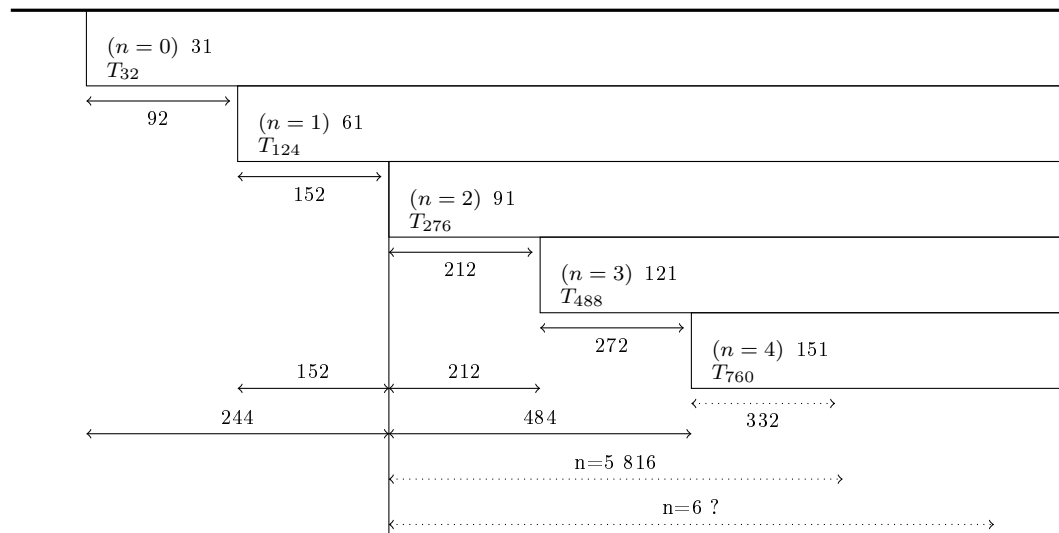 (n = 0) 31
T32
92
(n = 1) 61
T124
152
(n = 2) 91
T276
212
(n = 3) 121
T488
272
(n = 4) 151
T760
332
152 212
244 484
n=5 816
n=6 ?